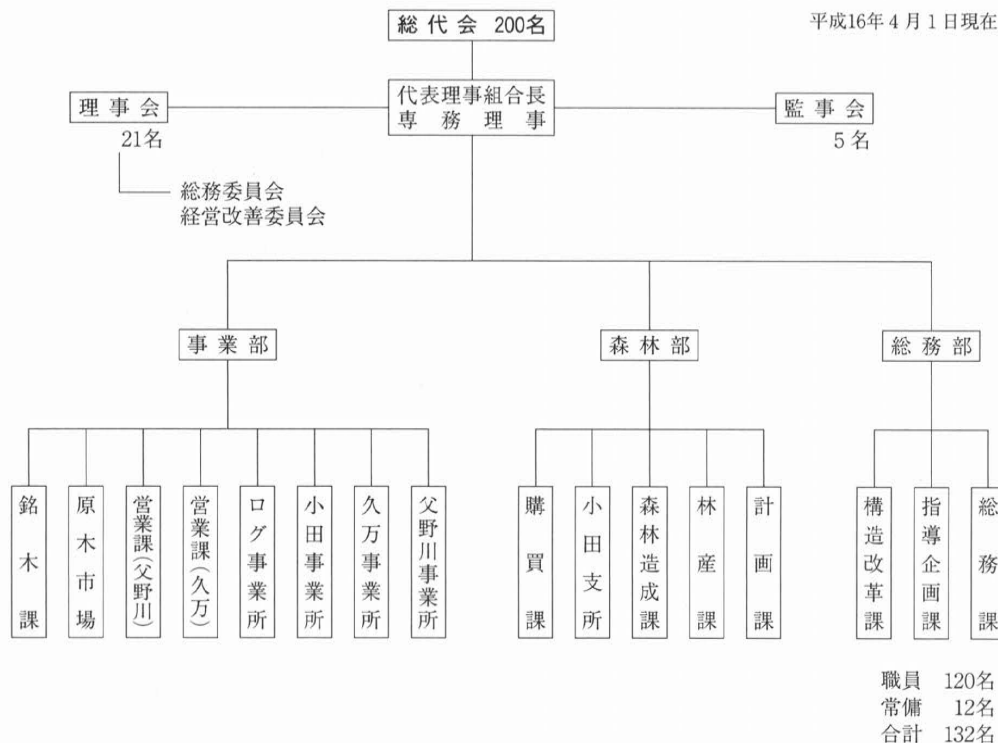 総代会 200名
平成16年4月1日現在
理事会
21名
代表理事組合長
専務理事
監事会
5名
総務委員会
経営改善委員会
事業部
森林部
総務部
銘木課
原木市場
営業課(父野川)
営業課(久万)
ログ事業所
小田事業所
久万事業所
父野川事業所
購買課
小田支所
森林造成課
林産課
計画課
構造改革課
指導企画課
総務課
職員 120名
常傭 12名
合計 132名